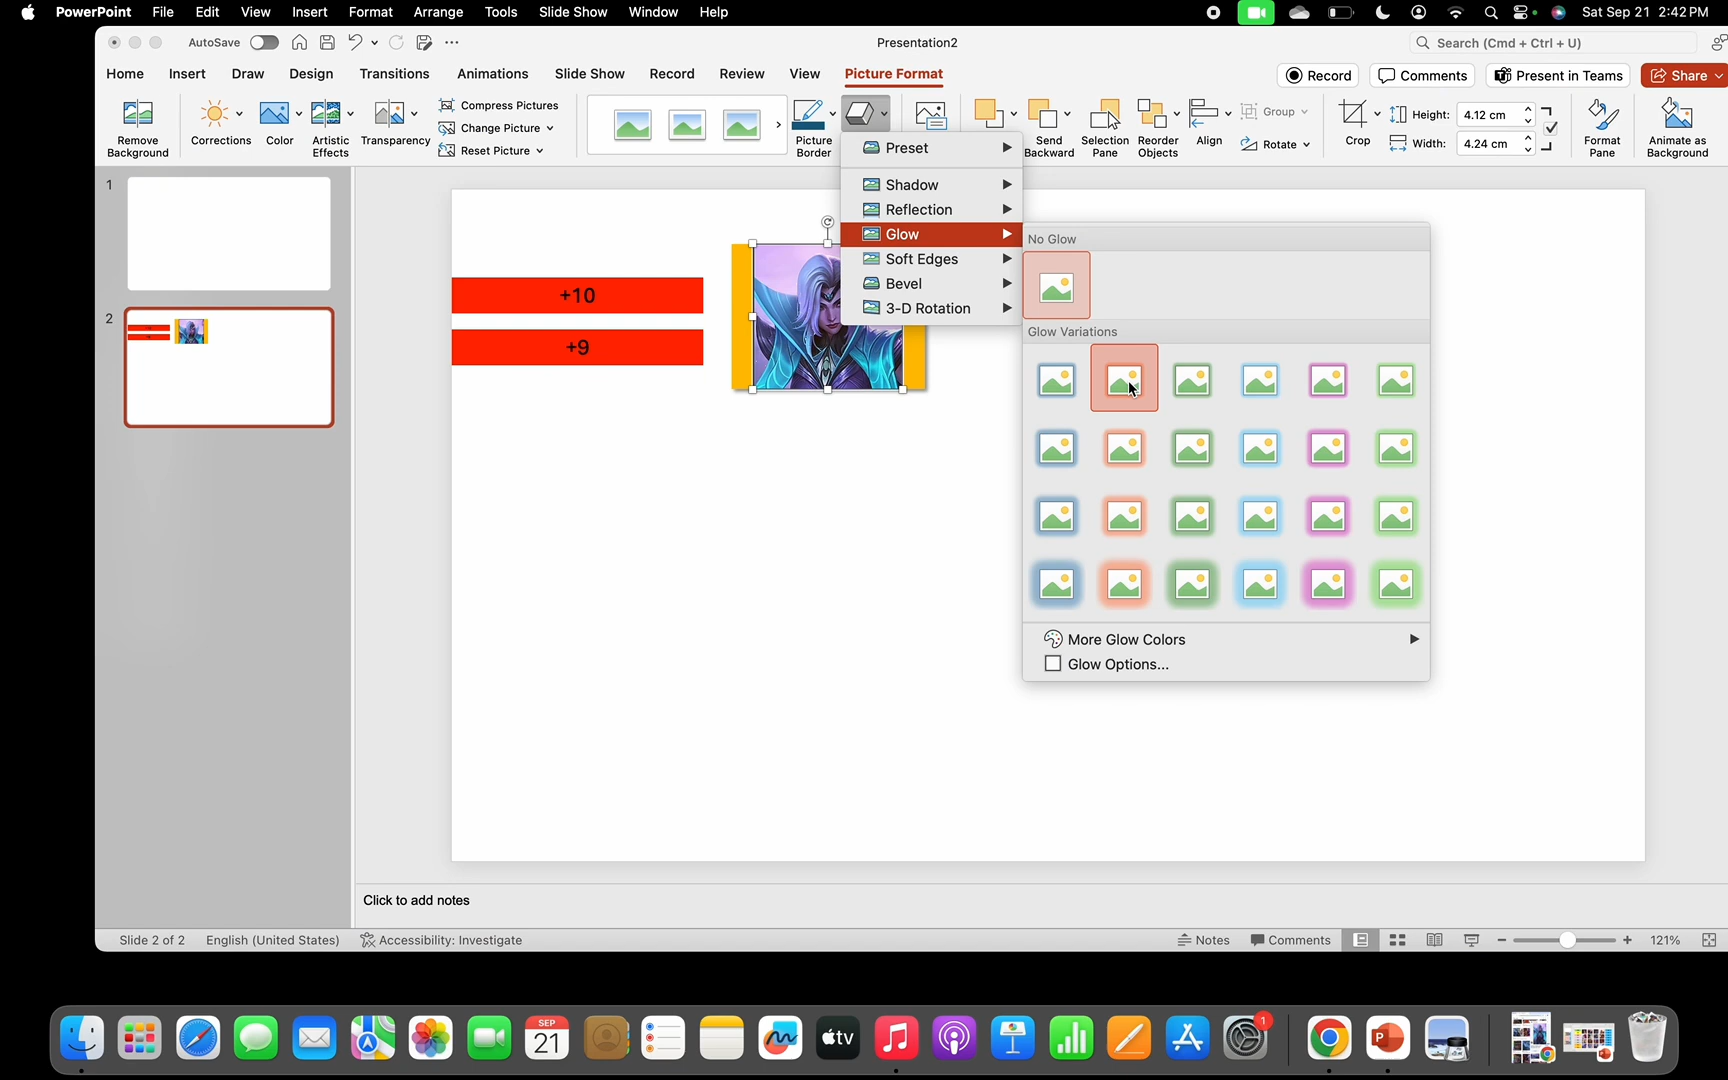 PowerPoint File Edit View Insert Format Arrange Tools Slide Show Window Help Sat Sep 21 2:42 PM
AutoSave Presentation2 Search (Cmd + Ctrl + U)
Home Insert Draw Design Transitions Animations Slide Show Record Review View Picture Format Record Comments Present in Teams Share
Remove Background
Corrections
Color
Artistic Effects
Transparency
Compress Pictures
Change Picture
Reset Picture
Picture Border
Send Backward
Selection Pane
Reorder Objects
Align
Group
Rotate
Crop
Height: 4.12 cm
Width: 4.24 cm
Format Pane
Animate as Background
Preset
Shadow
Reflection
Glow
Soft Edges
Bevel
3-D Rotation
No Glow
Glow Variations
More Glow Colors
Glow Options...
1
2
+10
+9
Click to add notes
Slide 2 of 2 English (United States) Accessibility: Investigate Notes Comments 121%
SEP
21
tv
1